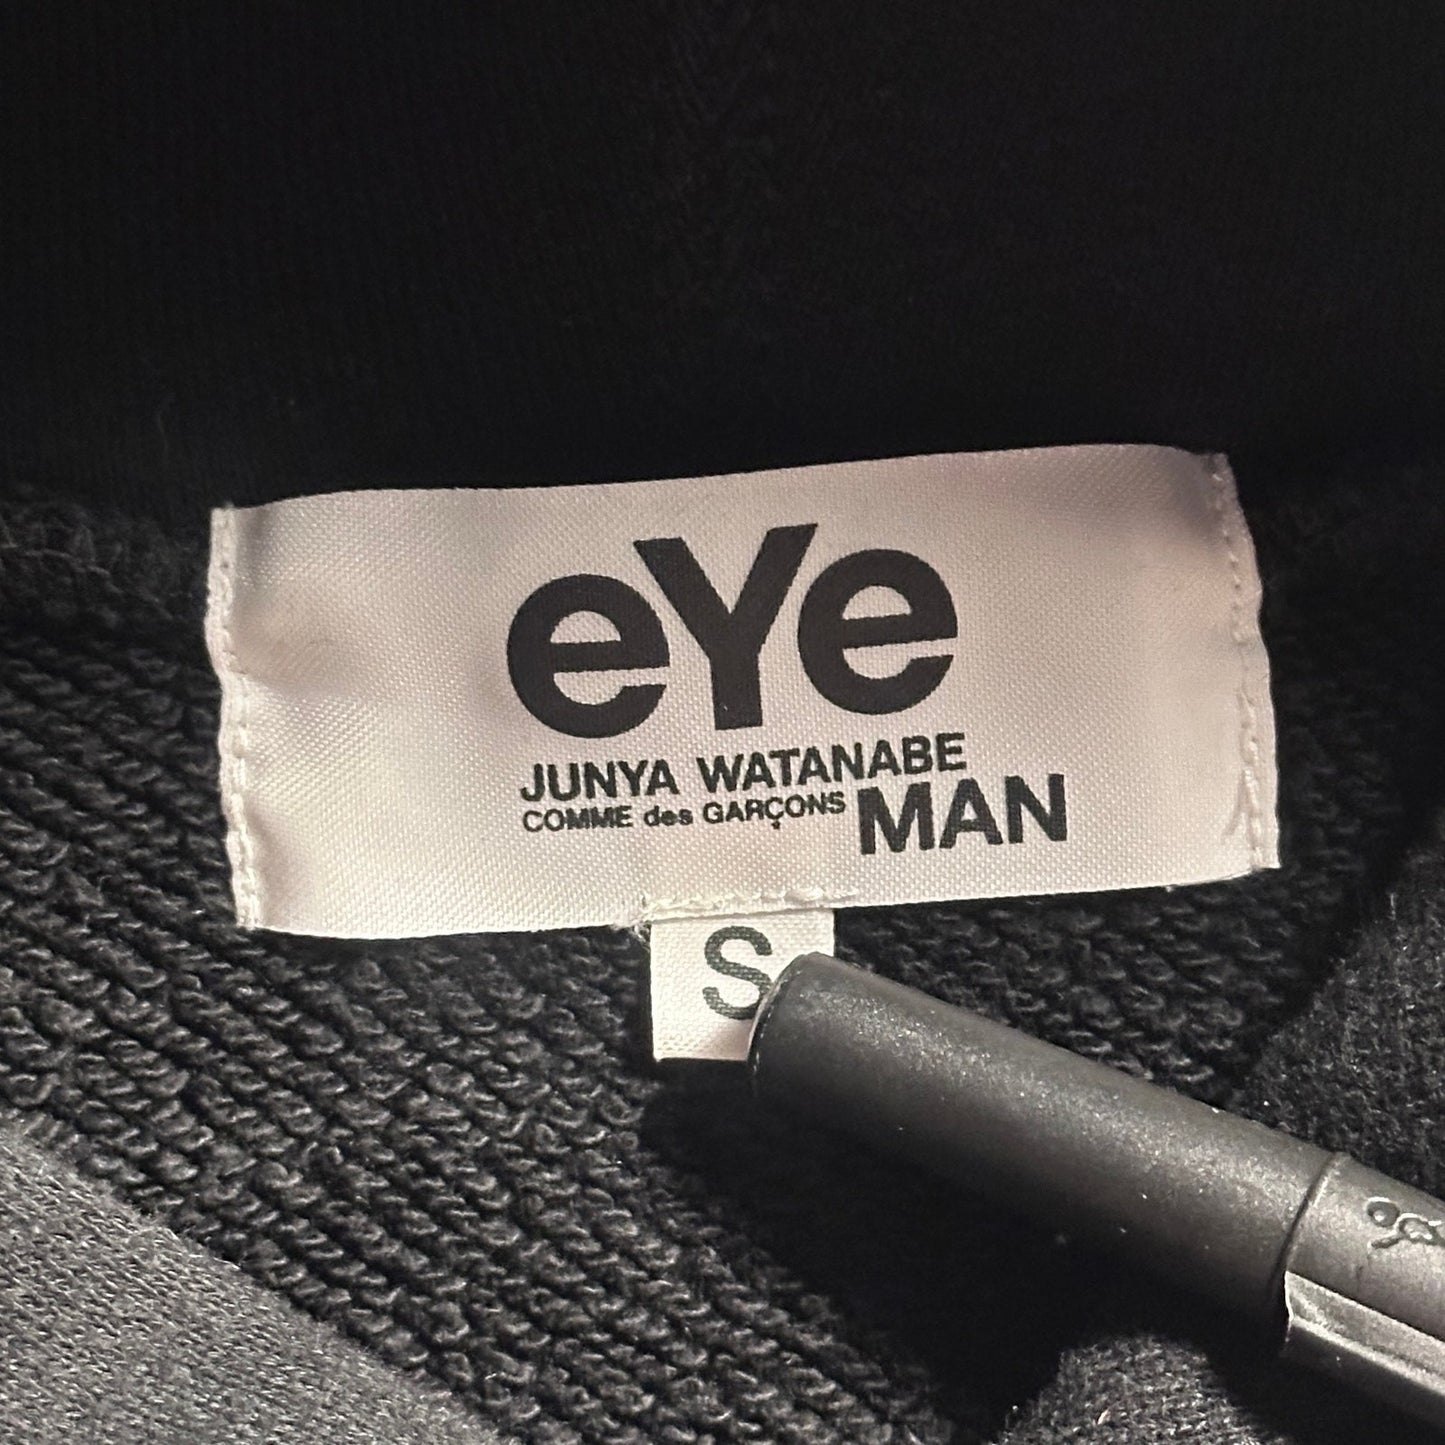 eYe
JUNYA WATANABE
COMME des GARÇONS MAN
S